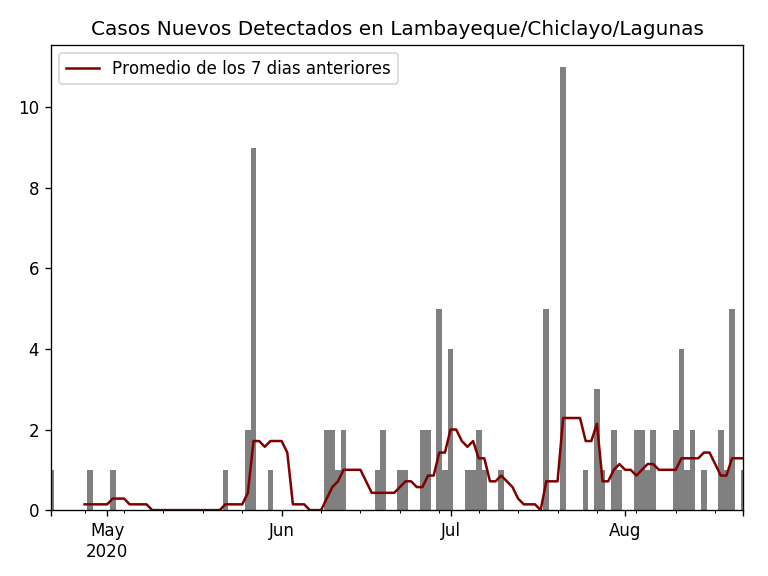 Casos Nuevos Detectados en Lambayeque/Chiclayo/Lagunas
Promedio de los 7 dias anteriores
10
8
6
4
2
0
May Jun Jul Aug
2020